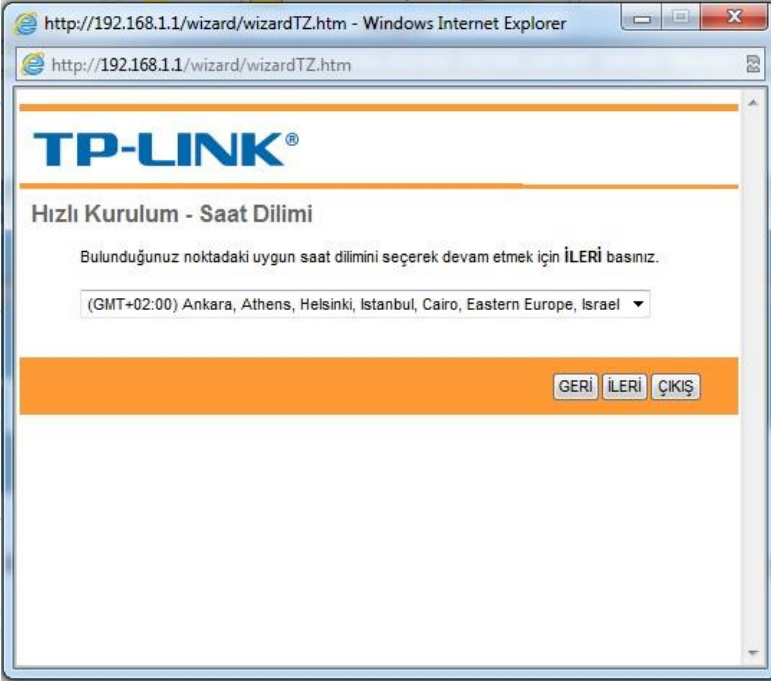 http://192.168.1.1/wizard/wizardTZ.htm - Windows Internet Explorer
http://192.168.1.1/wizard/wizardTZ.htm
TP-LINK®
Hızlı Kurulum - Saat Dilimi
Bulunduğunuz noktadaki uygun saat dilimini seçerek devam etmek için İLERİ basınız.
(GMT+02:00) Ankara, Athens, Helsinki, Istanbul, Cairo, Eastern Europe, Israel
GERİ İLERİ ÇIKIŞ